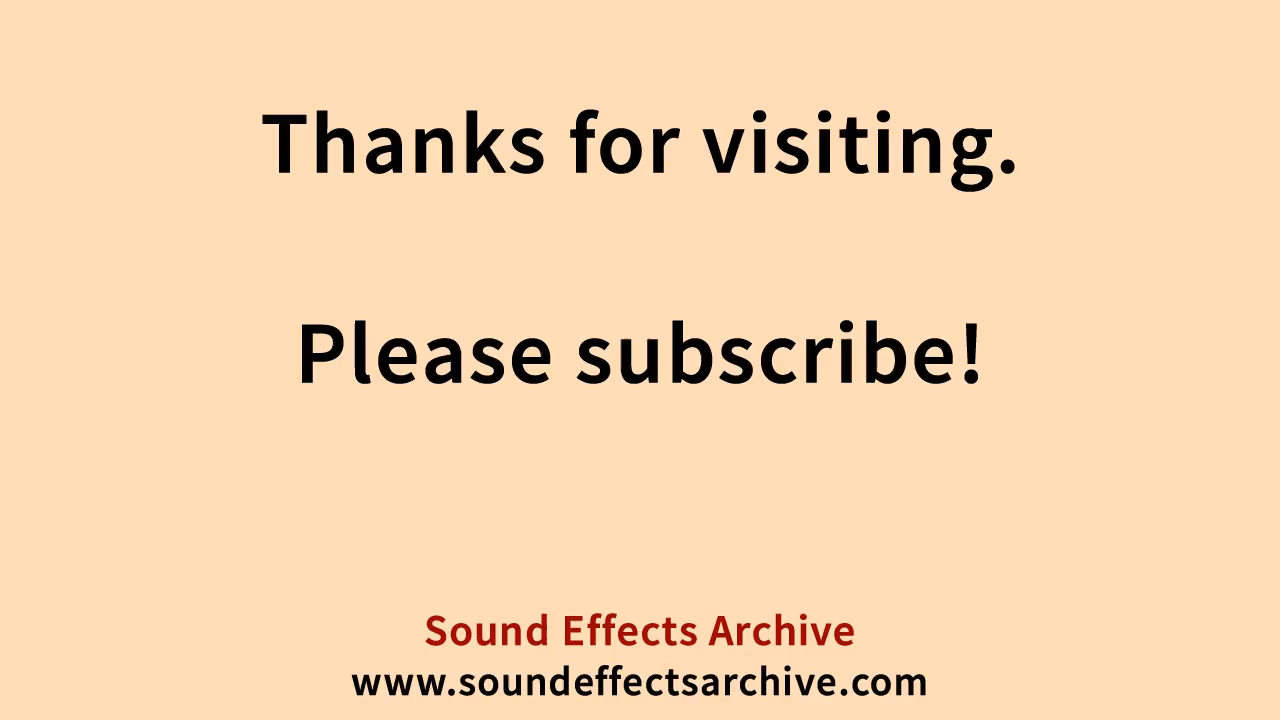 Thanks for visiting.
Please subscribe!
Sound Effects Archive
www.soundeffectsarchive.com